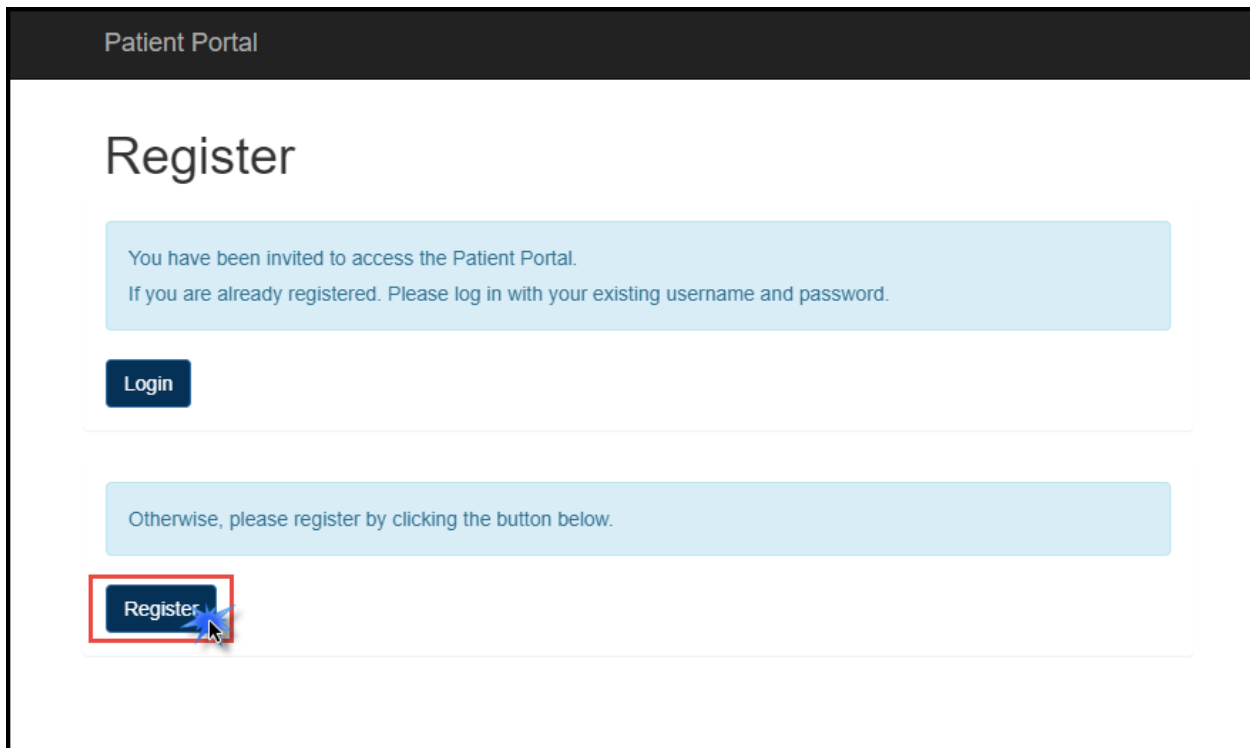 Patient Portal
Register
You have been invited to access the Patient Portal.
If you are already registered. Please log in with your existing username and password.
Login
Otherwise, please register by clicking the button below.
Register